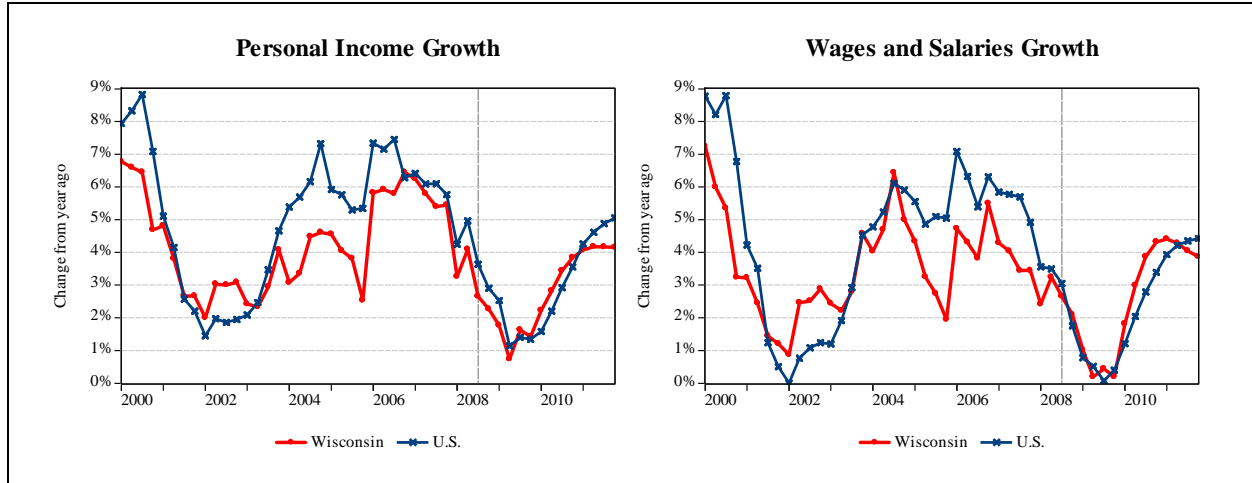 Personal Income Growth
Change from year ago
9%
8%
7%
6%
5%
4%
3%
2%
1%
0%
2000 2002 2004 2006 2008 2010
Wisconsin U.S.
Wages and Salaries Growth
Change from year ago
9%
8%
7%
6%
5%
4%
3%
2%
1%
0%
2000 2002 2004 2006 2008 2010
Wisconsin U.S.